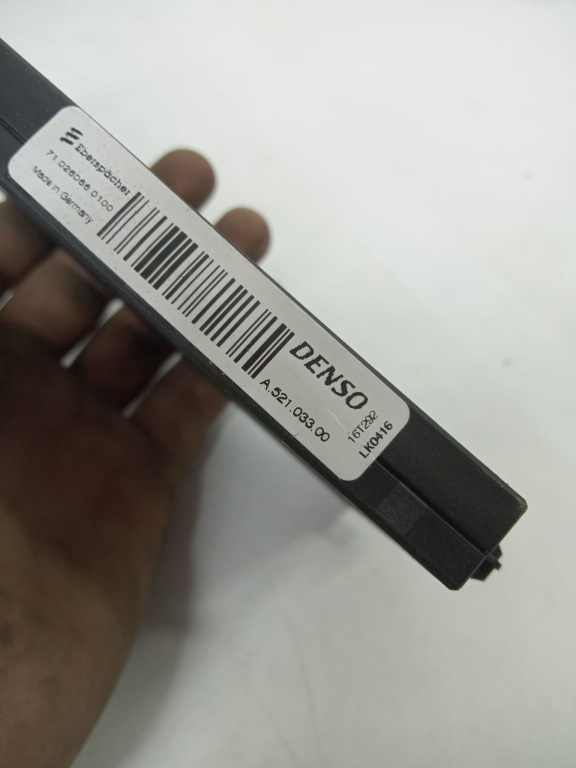 Eberspächer
71.026066.0100
Made in Germany
DENSO
A.521.033.00
16T292
LK0416